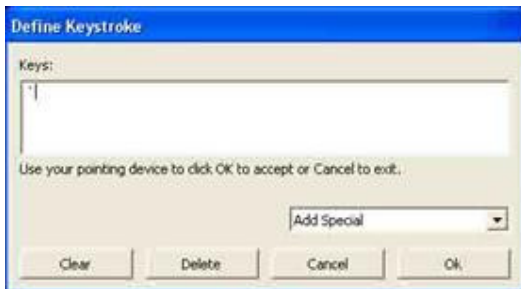 Define Keystroke
Keys:
`
Use your pointing device to click OK to accept or Cancel to exit.
Add Special
Clear Delete Cancel Ok